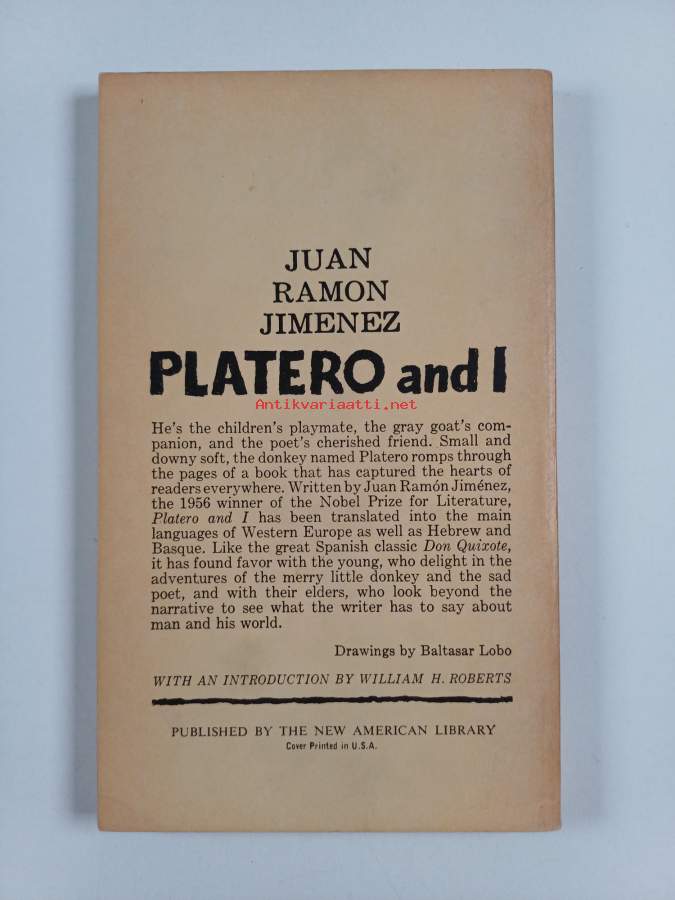 JUAN
RAMON
JIMENEZ
PLATERO and I
Antikvariaatti.net
He's the children's playmate, the gray goat's com-
panion, and the poet's cherished friend. Small and
downy soft, the donkey named Platero romps through
the pages of a book that has captured the hearts of
readers everywhere. Written by Juan Ramón Jiménez,
the 1956 winner of the Nobel Prize for Literature,
Platero and I has been translated into the main
languages of Western Europe as well as Hebrew and
Basque. Like the great Spanish classic Don Quixote,
it has found favor with the young, who delight in the
adventures of the merry little donkey and the sad
poet, and with their elders, who look beyond the
narrative to see what the writer has to say about
man and his world.
Drawings by Baltasar Lobo
WITH AN INTRODUCTION BY WILLIAM H. ROBERTS
PUBLISHED BY THE NEW AMERICAN LIBRARY
Cover Printed in U.S.A.